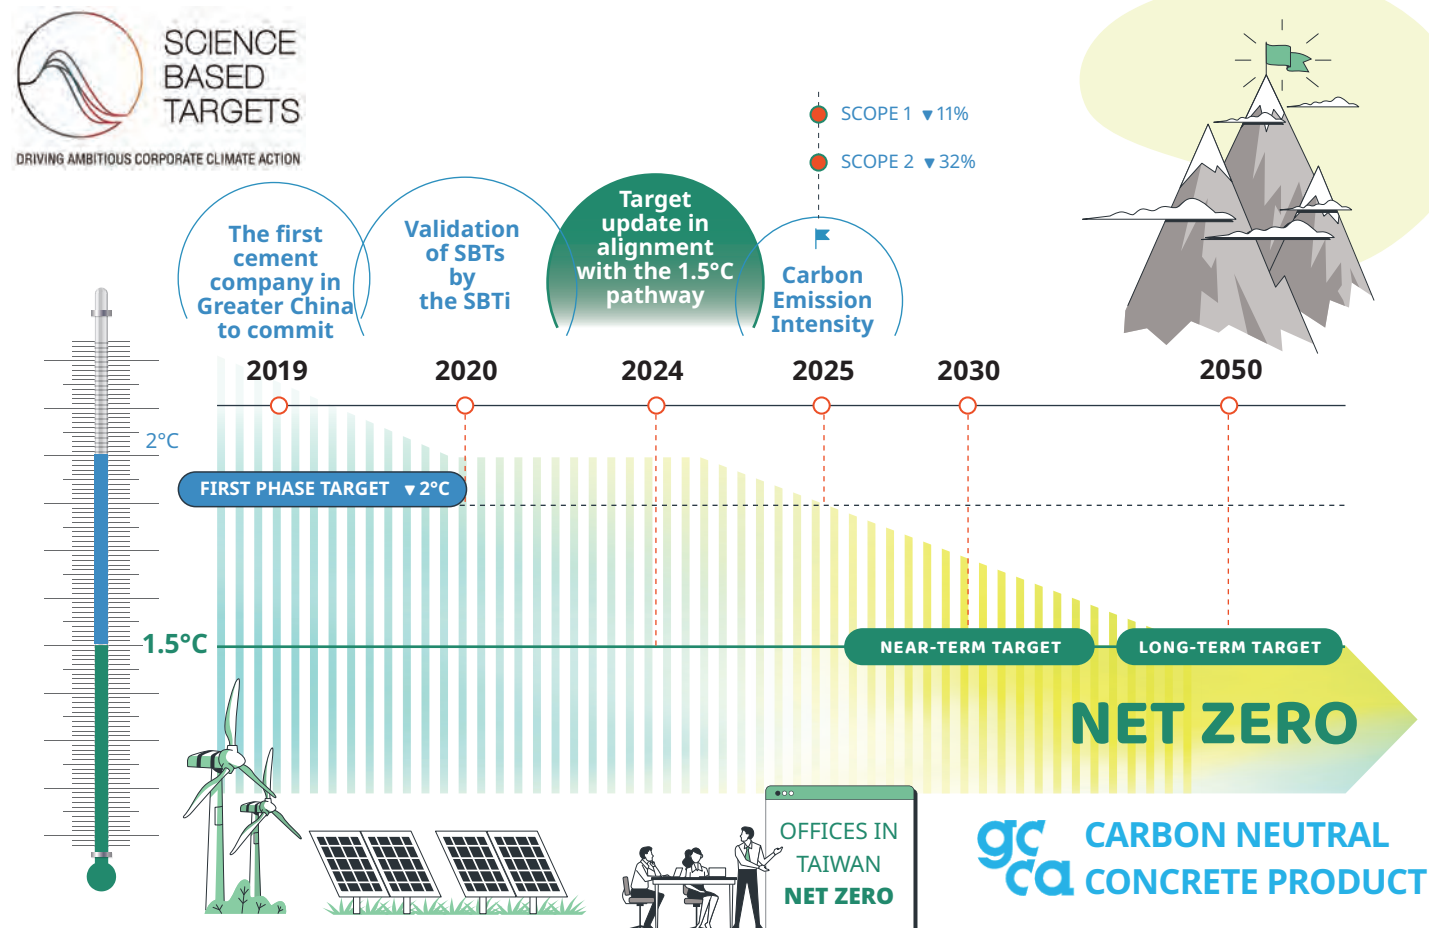 SCIENCE
BASED
TARGETS
DRIVING AMBITIOUS CORPORATE CLIMATE ACTION
SCOPE 1 ▼11%
SCOPE 2 ▼32%
The first
cement
company in
Greater China
to commit
Validation
of SBTs
by
the SBTi
Target
update in
alignment
with the 1.5°C
pathway
Carbon
Emission
Intensity
2019
2020
2024
2025
2030
2050
2°C
FIRST PHASE TARGET ▼2°C
1.5°C
NEAR-TERM TARGET
LONG-TERM TARGET
NET ZERO
OFFICES IN
TAIWAN
NET ZERO
gcca
CARBON NEUTRAL
CONCRETE PRODUCT